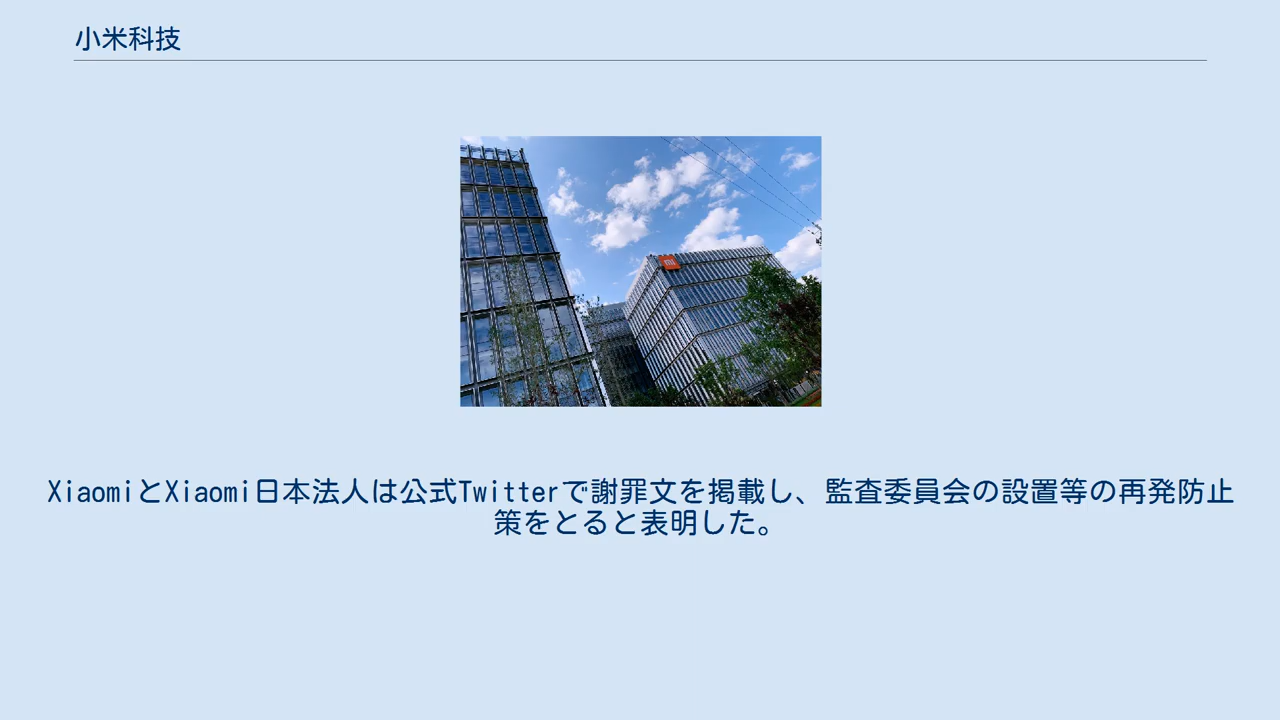 小米科技
XiaomiとXiaomi日本法人は公式Twitterで謝罪文を掲載し、監査委員会の設置等の再発防止
策をとると表明した。